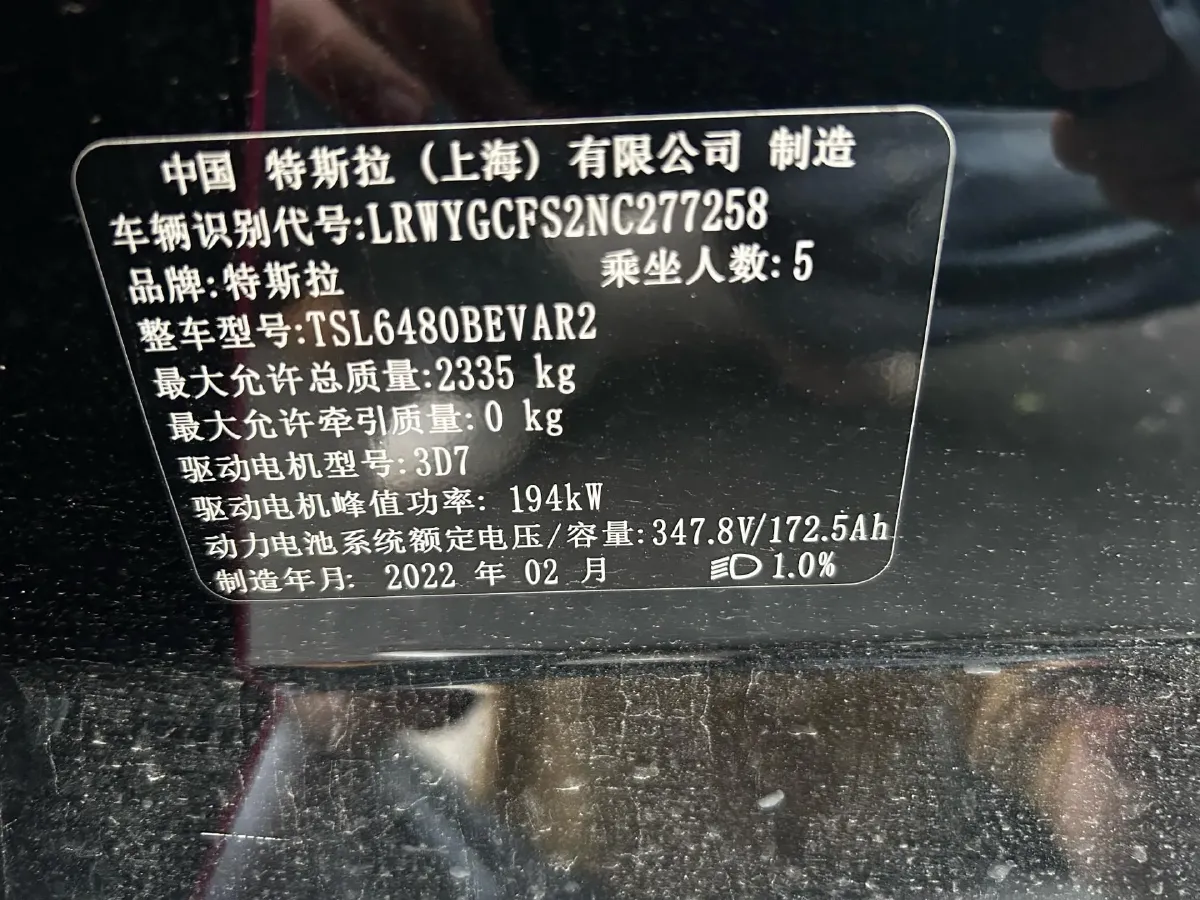 中国 特斯拉 (上海) 有限公司 制造
车辆识别代号:LRWYGCFS2NC277258
品牌:特斯拉 乘坐人数:5
整车型号:TSL6480BEVAR2
最大允许总质量:2335 kg
最大允许牵引质量:0 kg
驱动电机型号:3D7
驱动电机峰值功率: 194kW
动力电池系统额定电压/容量:347.8V/172.5Ah
制造年月: 2022 年 02 月 1.0%